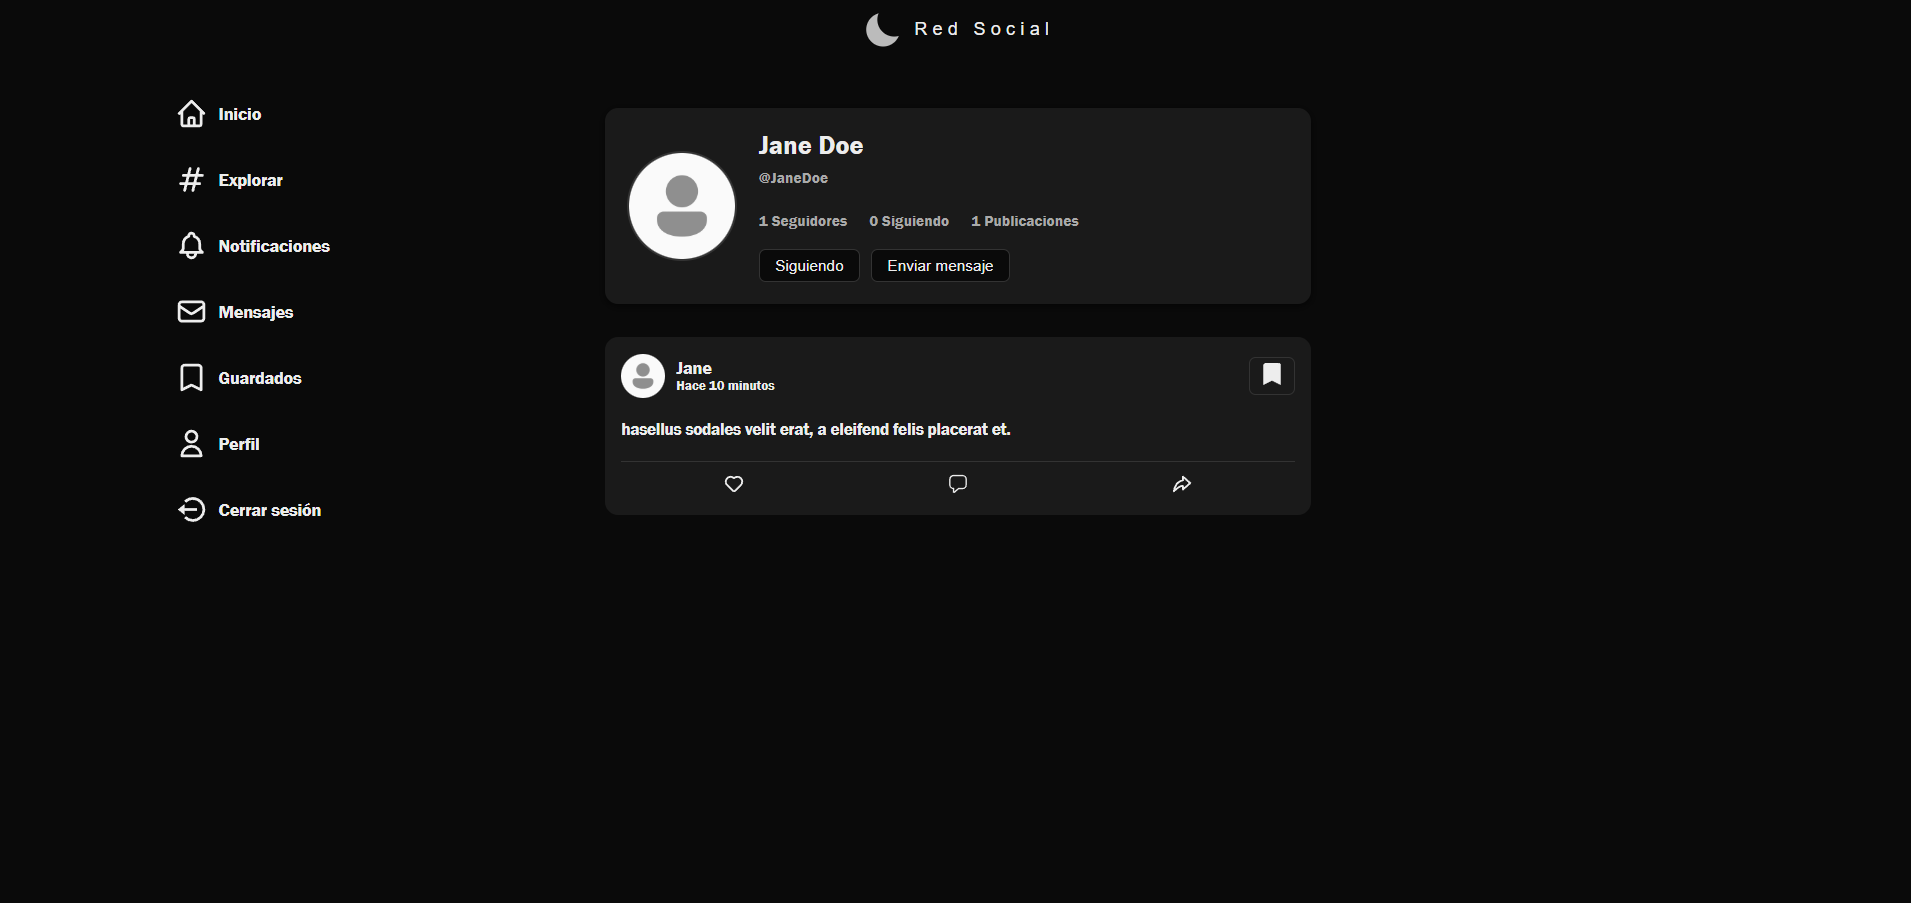 Red Social
Inicio
Explorar
Notificaciones
Mensajes
Guardados
Perfil
Cerrar sesión
Jane Doe
@JaneDoe
1 Seguidores 0 Siguiendo 1 Publicaciones
Siguiendo Enviar mensaje
Jane
Hace 10 minutos
hasellus sodales velit erat, a eleifend felis placerat et.